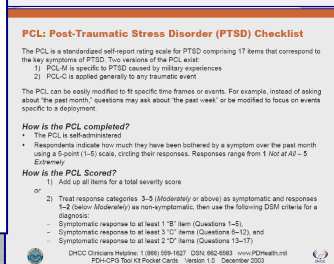 PCL: Post-Traumatic Stress Disorder (PTSD) Checklist
The PCL is a standardized self-report rating scale for PTSD comprising 17 items that correspond to
the key symptoms of PTSD. Two versions of the PCL exist:
1) PCL-M is specific to PTSD caused by military experiences
2) PCL-C is applied generally to any traumatic event
The PCL can be easily modified to fit specific time frames or events. For example, instead of asking
about "the past month," questions may ask about "the past week" or be modified to focus on events
specific to a deployment.
How is the PCL completed?
• The PCL is self-administered
• Respondents indicate how much they have been bothered by a symptom over the past month
using a 5-point (1–5) scale, circling their responses. Responses range from 1 Not at All – 5
Extremely
How is the PCL Scored?
1) Add up all items for a total severity score
or
2) Treat response categories 3–5 (Moderately or above) as symptomatic and responses
1–2 (below Moderately) as non-symptomatic, then use the following DSM criteria for a
diagnosis:
- Symptomatic response to at least 1 "B" item (Questions 1–5),
- Symptomatic response to at least 3 "C" items (Questions 6–12), and
- Symptomatic response to at least 2 "D" items (Questions 13–17)
DHCC Clinicians Helpline: 1 (866) 559-1627 DSN: 662-6563 www.PDHealth.mil
PDH-CPG Tool Kit Pocket Cards Version 1.0 December 2003